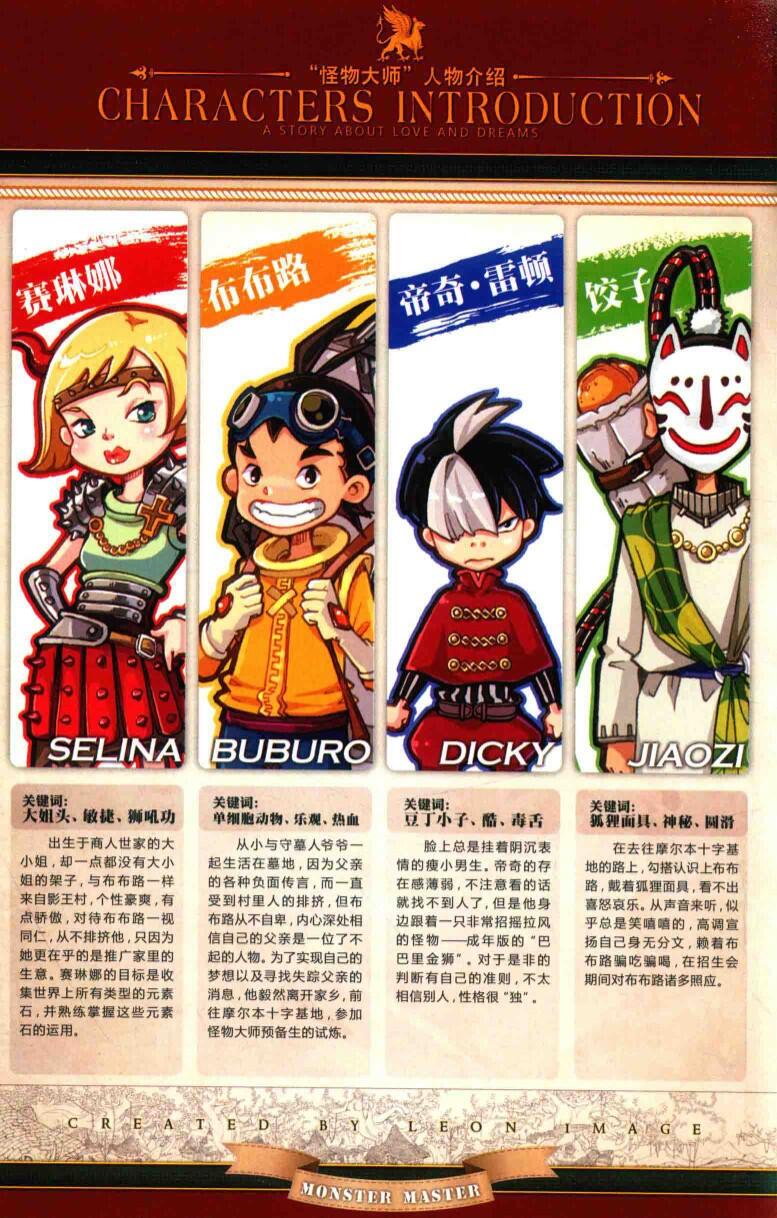 “怪物大师”人物介绍
CHARACTERS INTRODUCTION
A STORY ABOUT LOVE AND DREAMS
赛琳娜
SELINA
关键词：
大姐头、敏捷、狮吼功
出生于商人世家的大
小姐，却一点都没有大小
姐的架子，与布布路一样
来自影王村，个性豪爽，有
点骄傲，对待布布路一视
同仁，从不排挤他，只因为
她更在乎的是推广家里的
生意。赛琳娜的目标是收
集世界上所有类型的元素
石，并熟练掌握这些元素
石的运用。
布布路
BUBURO
关键词：
单细胞动物、乐观、热血
从小与守墓人爷爷一
起生活在墓地，因为父亲
的各种负面传言，而一直
受到村里人的排挤，但布
布路从不自卑，内心深处相
信自己的父亲是一位了不
起的人物。为了实现自己的
梦想以及寻找失踪父亲的
消息，他毅然离开家乡，前
往摩尔本十字基地，参加
怪物大师预备生的试炼。
帝奇·雷顿
DICKY
关键词：
豆丁小子、酷、毒舌
脸上总是挂着阴沉表
情的瘦小男生。帝奇的存
在感薄弱，不注意看的话
就找不到人了，但是他身
边跟着一只非常招摇拉风
的怪物——成年版的“巴
巴里金狮”。对于是非的
判断有自己的准则，不太
相信别人，性格很“独”。
饺子
JIAOZI
关键词：
狐狸面具、神秘、圆滑
在去往摩尔本十字基
地的路上，勾搭认识上布布
路，戴着狐狸面具，看不出
喜怒哀乐。从声音来听，似
乎总是笑嘻嘻的，高调宣
扬自己身无分文，赖着布
布路骗吃骗喝，在招生会
期间对布布路诸多照应。
CREATED BY LEON IMAGE
MONSTER MASTER